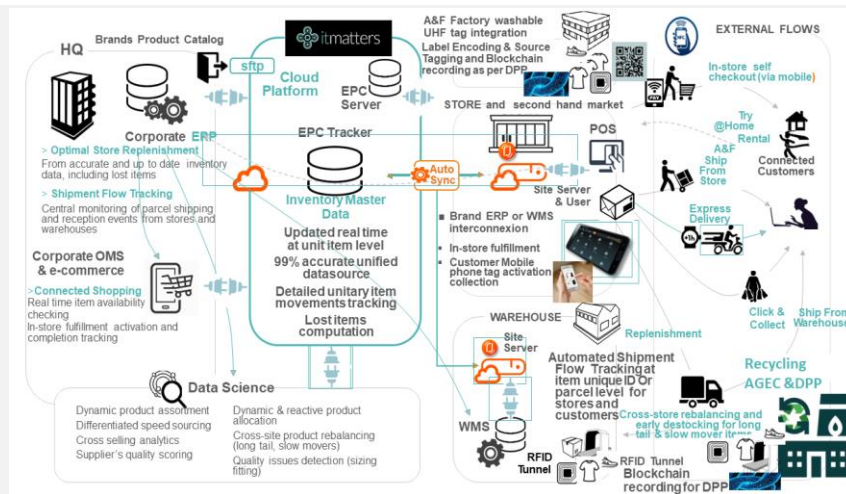 HQ
Brands Product Catalog
sftp
Corporate ERP
> Optimal Store Replenishment
From accurate and up to date inventory
data, including lost items
> Shipment Flow Tracking
Central monitoring of parcel shipping
and reception events from stores and
warehouses
Corporate OMS
& e-commerce
>Connected Shopping
Real time item availability
checking
In-store fulfillment activation and
completion tracking
Data Science
Dynamic product assortment
Differentiated speed sourcing
Cross selling analytics
Supplier's quality scoring
Dynamic & reactive product
allocation
Cross-site product rebalancing
(long tail, slow movers)
Quality issues detection (sizing
fitting)
itmatters
Cloud
Platform
EPC
Server
EPC Tracker
Inventory Master
Data
Updated real time
at unit item level
99% accurate unified
datasource
Detailed unitary item
movements tracking
Lost items
computation
Auto
Sync
A&F Factory washable
UHF tag integration
Label Encoding & Source
Tagging and Blockchain
recording as per DPP
STORE and second hand market
POS
Site Server
& User
■ Brand ERP or WMS
interconnexion
• In-store fulfillment
• Customer Mobile
phone tag activation
collection
WAREHOUSE
Site
Server
WMS
Replenishment
Automated Shipment
Flow Tracking at
item unique ID Or
parcel level for
stores and
customers
RFID
Tunnel
RFID Tunnel
Blockchain
recording for DPP
EXTERNAL FLOWS
In-store self
checkout (via mobile)
PAY
Try
@Home
Rental
A&F
Ship
From
Store
Connected
Customers
Express
Delivery
+1h
Click &
Collect
Ship From
Warehouse
Recycling
AGEC &DPP
Cross-store rebalancing and
early destocking for long
tail & slow mover items